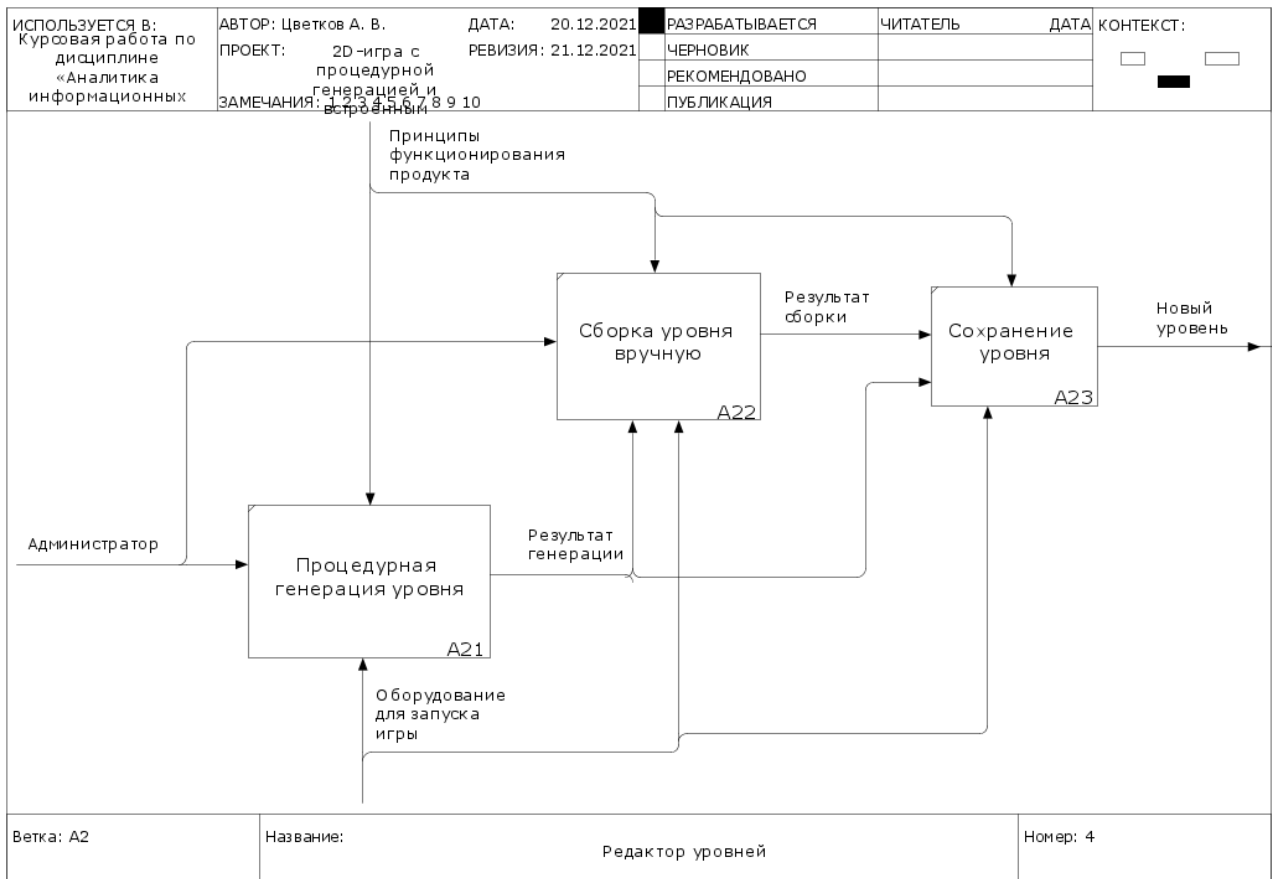 ИСПОЛЬЗУЕТСЯ В:
Курсовая работа по
дисциплине
«Аналитика
информационных
АВТОР: Цветков А. В.
ДАТА: 20.12.2021
ПРОЕКТ: 2D-игра с
процедурной
генерацией и
встроенным
РЕВИЗИЯ: 21.12.2021
ЗАМЕЧАНИЯ: 1 2 3 4 5 6 7 8 9 10
РАЗРАБАТЫВАЕТСЯ
ЧЕРНОВИК
РЕКОМЕНДОВАНО
ПУБЛИКАЦИЯ
ЧИТАТЕЛЬ
ДАТА
КОНТЕКСТ:
Принципы
функционирования
продукта
Сборка уровня
вручную
A22
Результат
сборки
Сохранение
уровня
A23
Новый
уровень
Администратор
Процедурная
генерация уровня
A21
Результат
генерации
Оборудование
для запуска
игры
Ветка: A2
Название:
Редактор уровней
Номер: 4